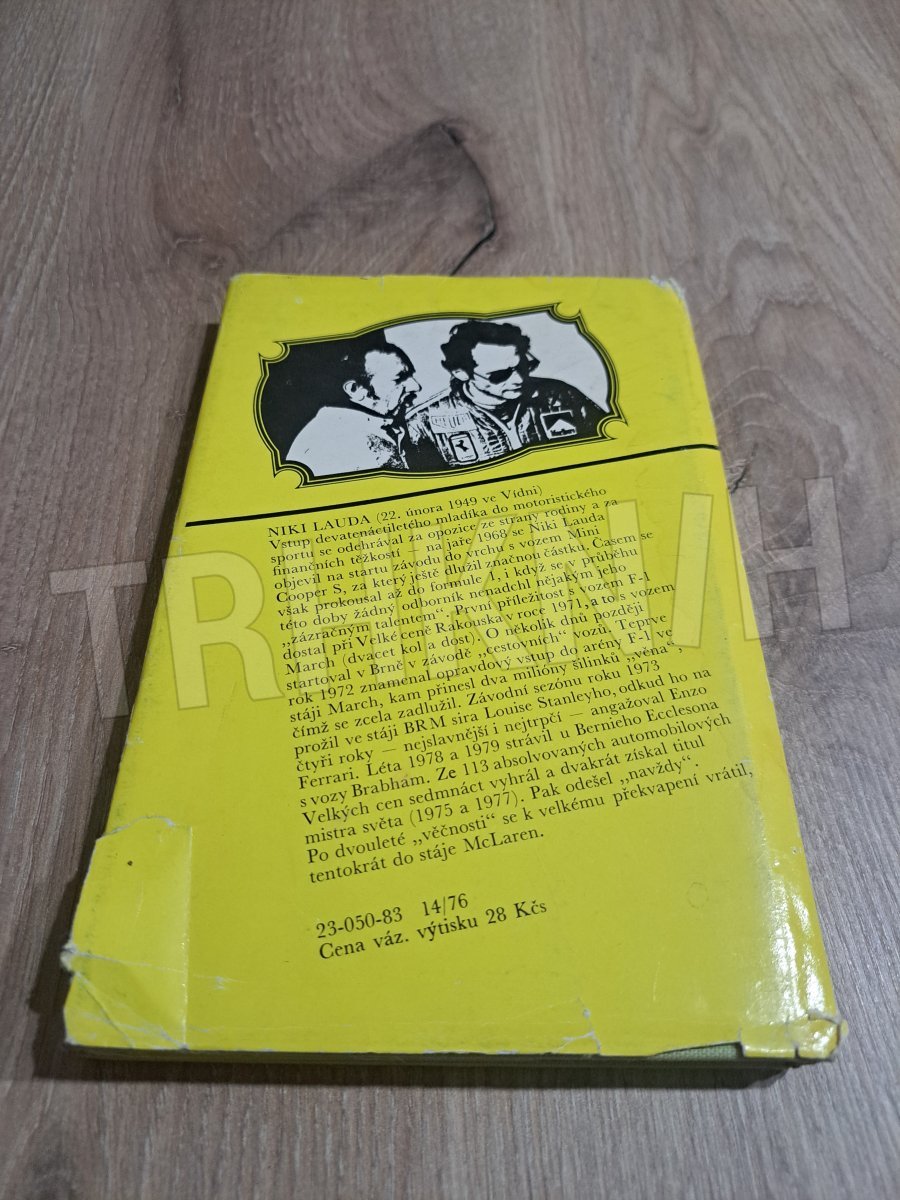 NIKI LAUDA (22. února 1949 ve Vídni)
Vstup devatenáctiletého mladíka do motoristického
sportu se odehrával za opozice ze strany rodiny a za
finančních těžkostí — na jaře 1968 se Niki Lauda
objevil na startu závodu do vrchu s vozem Mini
Cooper S, za který ještě dlužil značnou částku. Časem se
však prokousal až do formule 1, i když se v průběhu
této doby žádný odborník nenadchl nějakým jeho
„zázračným talentem“. První příležitost s vozem F-1
dostal při Velké ceně Rakouska v roce 1971, a to s vozem
March (dvacet kol a dost). O několik dnů později
startoval v Brně v závodě „cestovních“ vozů. Teprve
rok 1972 znamenal opravdový vstup do arény F-1 ve
stáji March, kam přinesl dva milióny šilinků „věna“,
čímž se zcela zadlužil. Závodní sezónu roku 1973
prožil ve stáji BRM sira Louise Stanleyho, odkud ho na
čtyři roky — nejslavnější i nejtrpčí — angažoval Enzo
Ferrari. Léta 1978 a 1979 strávil u Bernieho Ecclesona
s vozy Brabham. Ze 113 absolvovaných automobilových
Velkých cen sedmnáct vyhrál a dvakrát získal titul
mistra světa (1975 a 1977). Pak odešel „navždy“.
Po dvouleté „věčnosti“ se k velkému překvapení vrátil,
tentokrát do stáje McLaren.
23-050-83 14/76
Cena váz. výtisku 28 Kčs
TRHKNIH